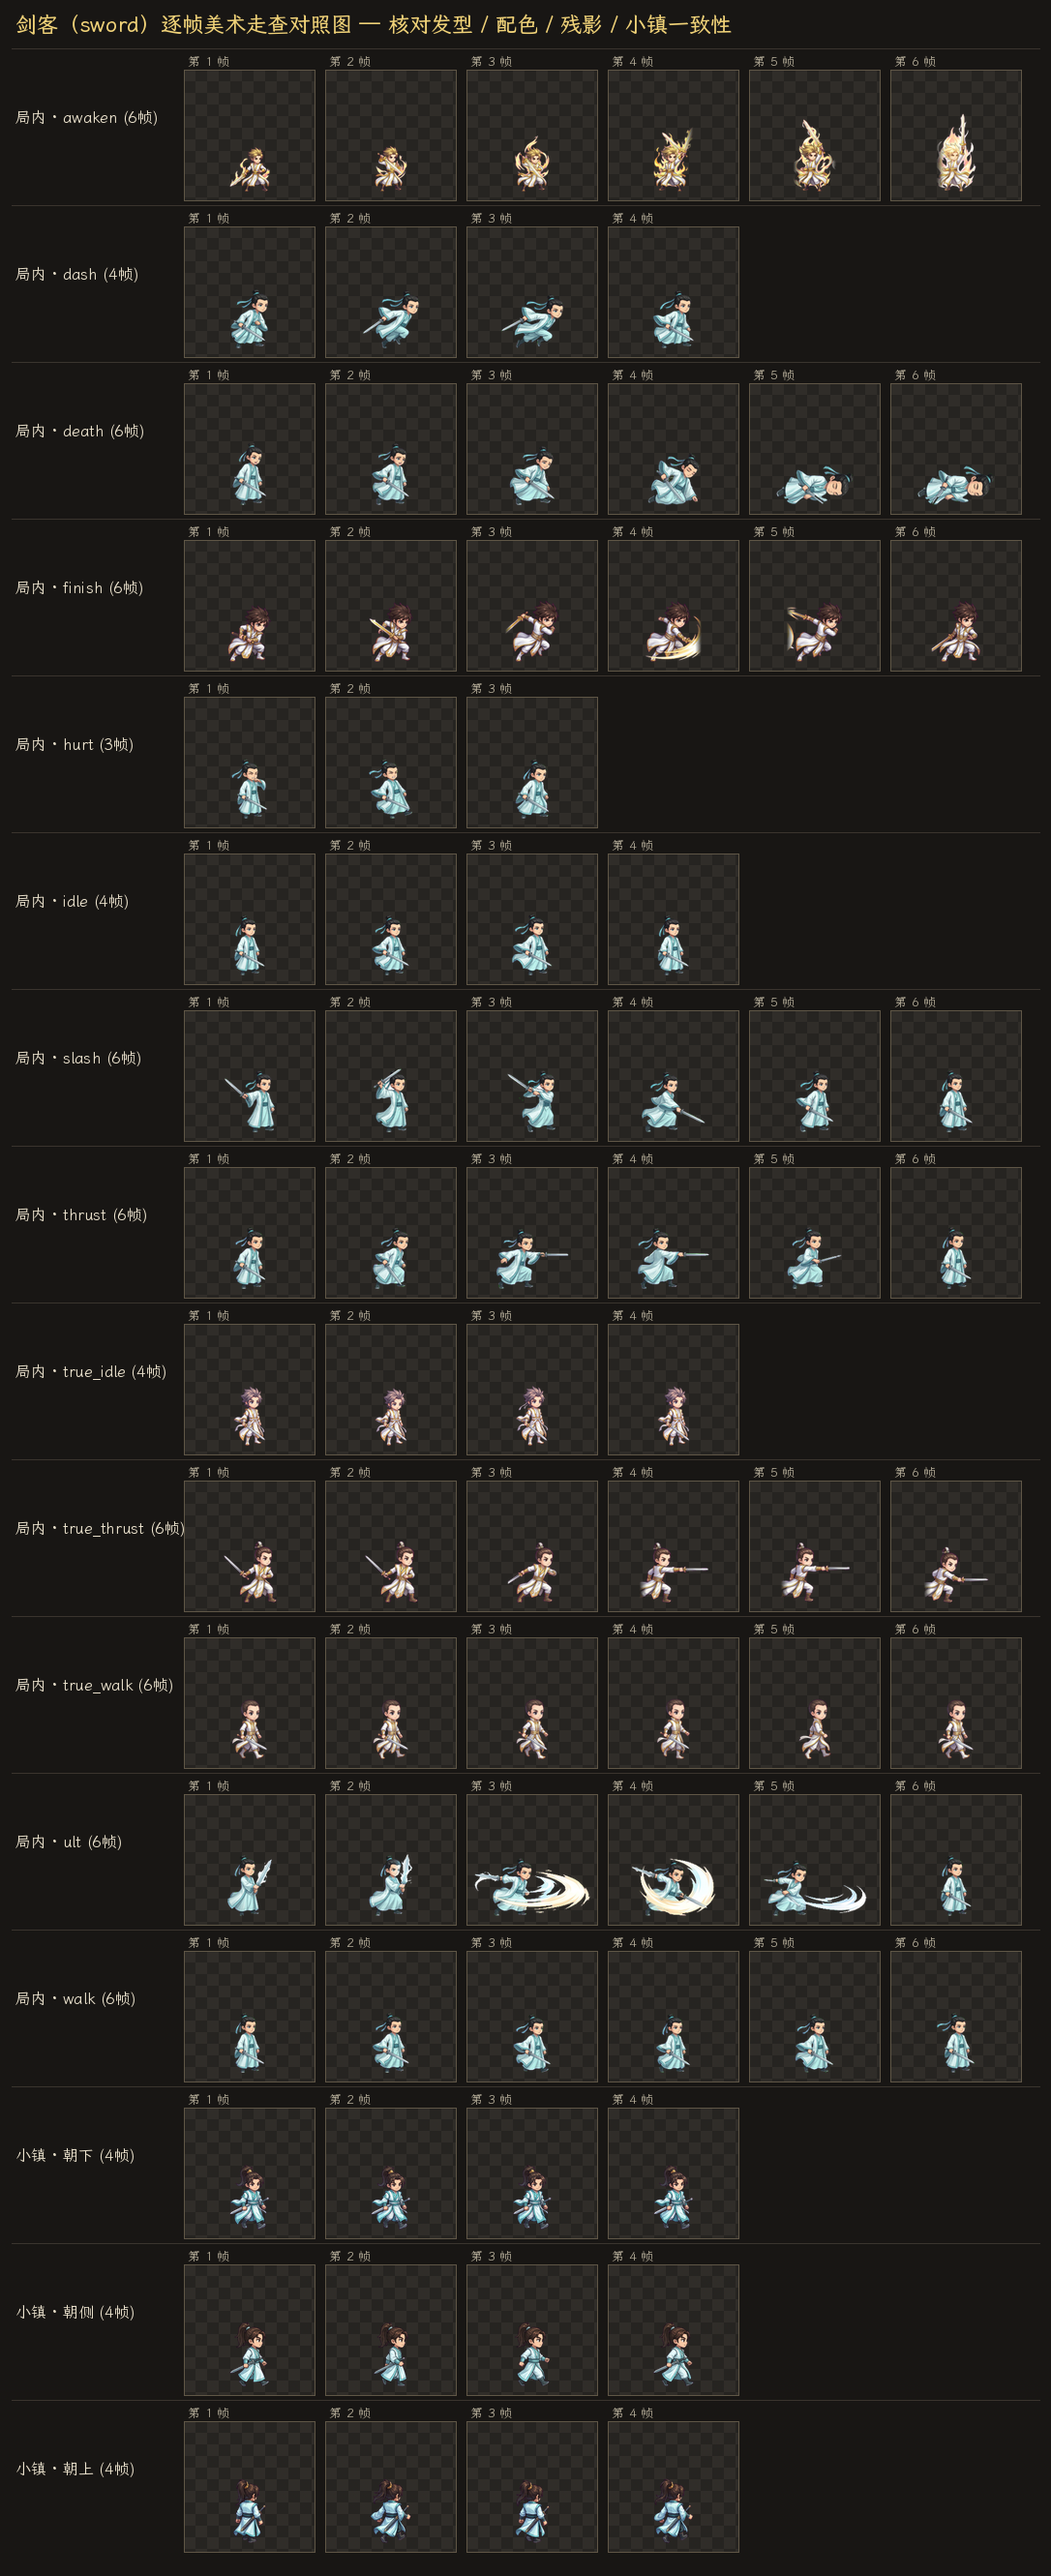 剑客（sword）逐帧美术走查对照图 — 核对发型 / 配色 / 残影 / 小镇一致性
第 1 帧 第 2 帧 第 3 帧 第 4 帧 第 5 帧 第 6 帧
局内・awaken (6帧)
第 1 帧 第 2 帧 第 3 帧 第 4 帧
局内・dash (4帧)
第 1 帧 第 2 帧 第 3 帧 第 4 帧 第 5 帧 第 6 帧
局内・death (6帧)
第 1 帧 第 2 帧 第 3 帧 第 4 帧 第 5 帧 第 6 帧
局内・finish (6帧)
第 1 帧 第 2 帧 第 3 帧
局内・hurt (3帧)
第 1 帧 第 2 帧 第 3 帧 第 4 帧
局内・idle (4帧)
第 1 帧 第 2 帧 第 3 帧 第 4 帧 第 5 帧 第 6 帧
局内・slash (6帧)
第 1 帧 第 2 帧 第 3 帧 第 4 帧 第 5 帧 第 6 帧
局内・thrust (6帧)
第 1 帧 第 2 帧 第 3 帧 第 4 帧
局内・true_idle (4帧)
第 1 帧 第 2 帧 第 3 帧 第 4 帧 第 5 帧 第 6 帧
局内・true_thrust (6帧)
第 1 帧 第 2 帧 第 3 帧 第 4 帧 第 5 帧 第 6 帧
局内・true_walk (6帧)
第 1 帧 第 2 帧 第 3 帧 第 4 帧 第 5 帧 第 6 帧
局内・ult (6帧)
第 1 帧 第 2 帧 第 3 帧 第 4 帧 第 5 帧 第 6 帧
局内・walk (6帧)
第 1 帧 第 2 帧 第 3 帧 第 4 帧
小镇・朝下 (4帧)
第 1 帧 第 2 帧 第 3 帧 第 4 帧
小镇・朝侧 (4帧)
第 1 帧 第 2 帧 第 3 帧 第 4 帧
小镇・朝上 (4帧)